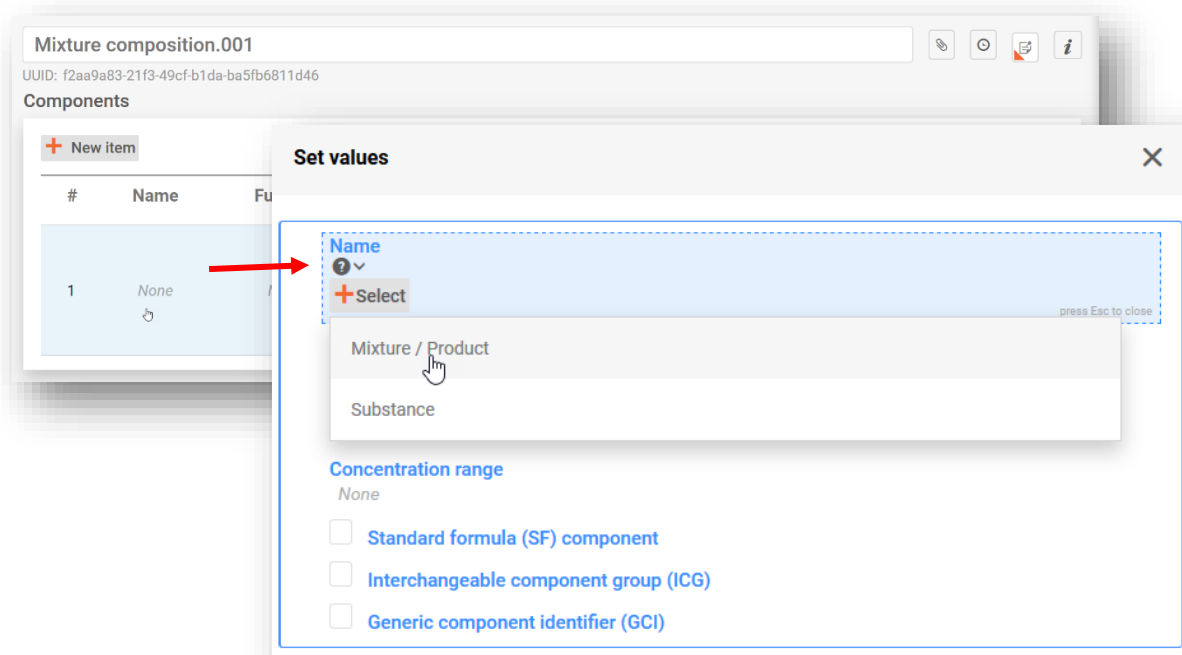 Mixture composition.001
UUID: f2aa9a83-21f3-49cf-b1da-ba5fb6811d46
Components
+ New item
# Name Fu
1 None
Set values
Name
+Select
press Esc to close
Mixture / Product
Substance
Concentration range
None
Standard formula (SF) component
Interchangeable component group (ICG)
Generic component identifier (GCI)